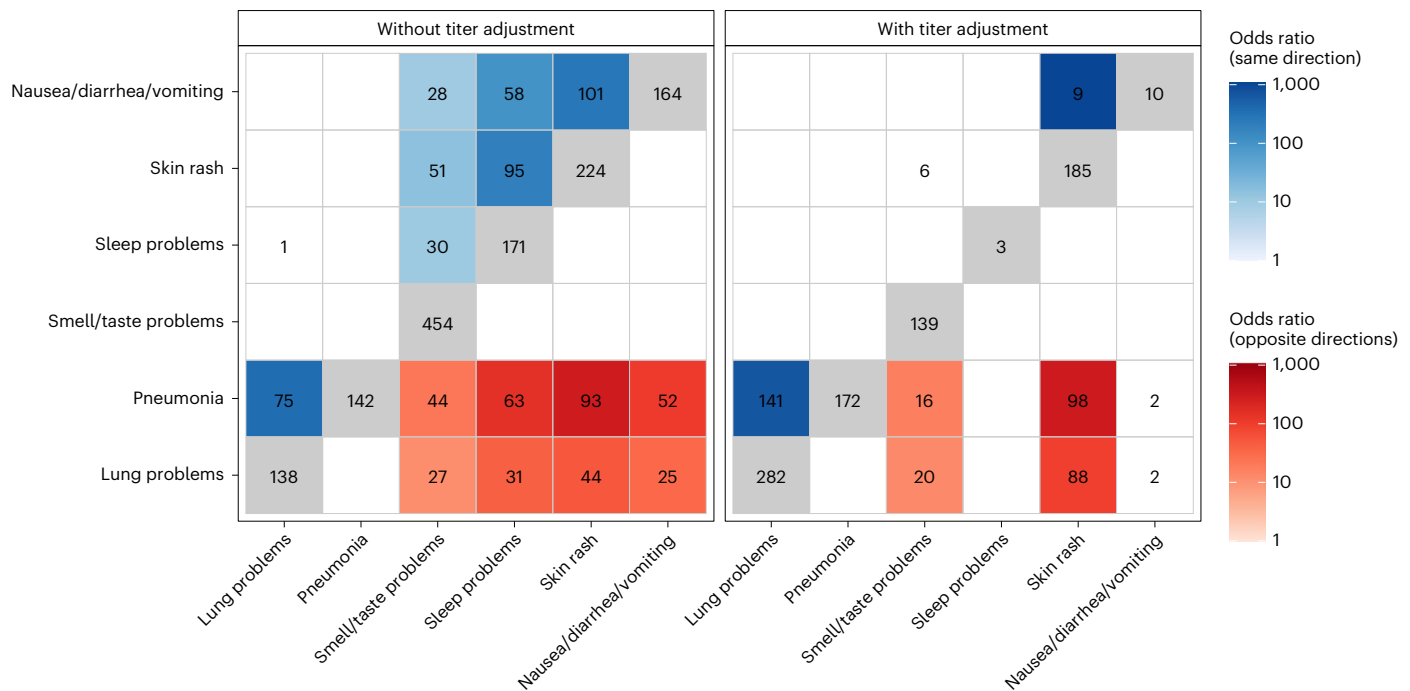 Without titer adjustment
With titer adjustment
Nausea/diarrhea/vomiting
28 58 101 164
9 10
Skin rash
51 95 224
6 185
Sleep problems
1 30 171
3
Smell/taste problems
454
139
Pneumonia
75 142 44 63 93 52
141 172 16 98 2
Lung problems
138 27 31 44 25
282 20 88 2
Lung problems
Pneumonia
Smell/taste problems
Sleep problems
Skin rash
Nausea/diarrhea/vomiting
Lung problems
Pneumonia
Smell/taste problems
Sleep problems
Skin rash
Nausea/diarrhea/vomiting
Odds ratio
(same direction)
1,000
100
10
1
Odds ratio
(opposite directions)
1,000
100
10
1